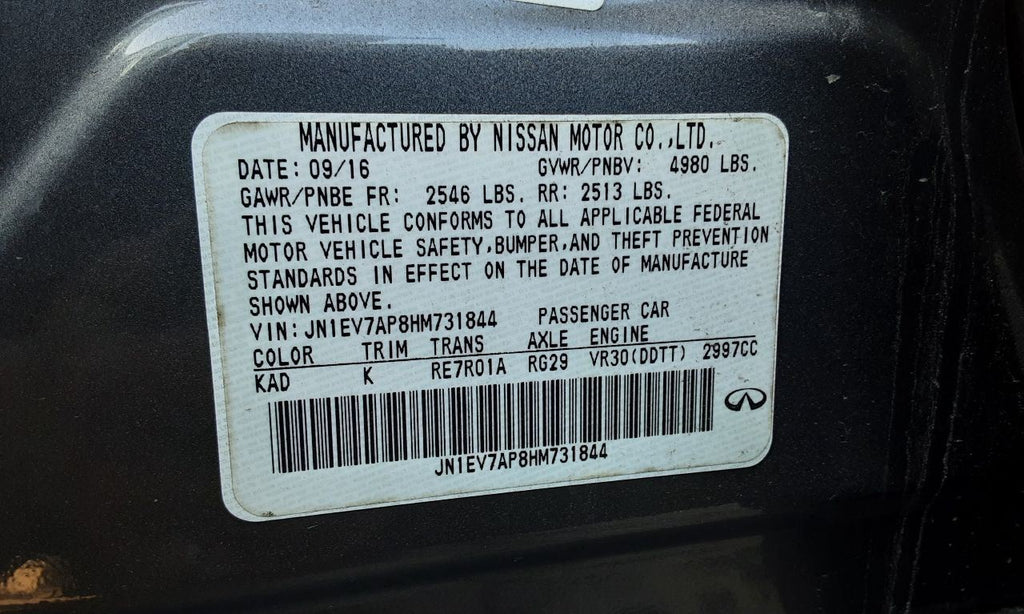 MANUFACTURED BY NISSAN MOTOR CO.,LTD.
DATE: 09/16 GVWR/PNBV: 4980 LBS.
GAWR/PNBE FR: 2546 LBS. RR: 2513 LBS.
THIS VEHICLE CONFORMS TO ALL APPLICABLE FEDERAL
MOTOR VEHICLE SAFETY,BUMPER,AND THEFT PREVENTION
STANDARDS IN EFFECT ON THE DATE OF MANUFACTURE
SHOWN ABOVE.
VIN: JN1EV7AP8HM731844 PASSENGER CAR
COLOR TRIM TRANS AXLE ENGINE
KAD K RE7R01A RG29 VR30(DDTT) 2997CC
JN1EV7AP8HM731844